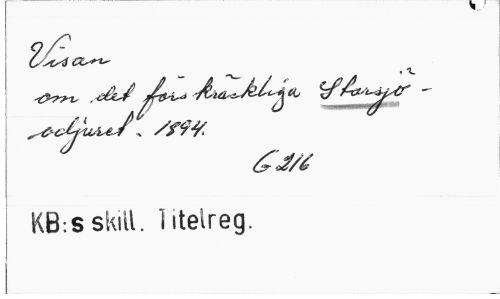 Visan
om det förskräckliga Storsjö-
odjuret. 1894.
G 216
KB:s skill. Titelreg.